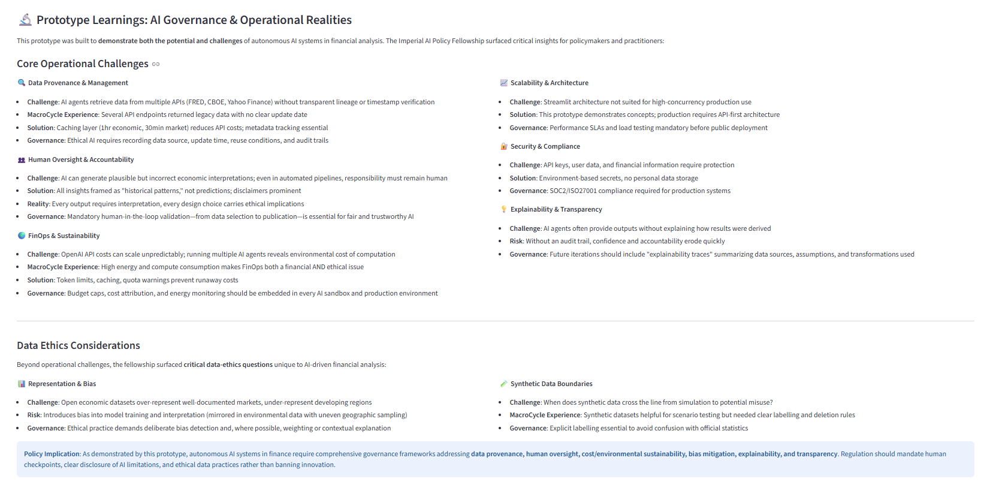 Prototype Learnings: AI Governance & Operational Realities
This prototype was built to demonstrate both the potential and challenges of autonomous AI systems in financial analysis. The Imperial AI Policy Fellowship surfaced critical insights for policymakers and practitioners:
Core Operational Challenges
Data Provenance & Management
Challenge: AI agents retrieve data from multiple APIs (FRED, CBOE, Yahoo Finance) without transparent lineage or timestamp verification
MacroCycle Experience: Several API endpoints returned legacy data with no clear update date
Solution: Caching layer (1hr economic, 30min market) reduces API costs; metadata tracking essential
Governance: Ethical AI requires recording data source, update time, reuse conditions, and audit trails
Human Oversight & Accountability
Challenge: AI can generate plausible but incorrect economic interpretations; even in automated pipelines, responsibility must remain human
Solution: All insights framed as "historical patterns," not predictions; disclaimers prominent
Reality: Every output requires interpretation, every design choice carries ethical implications
Governance: Mandatory human-in-the-loop validation—from data selection to publication—is essential for fair and trustworthy AI
FinOps & Sustainability
Challenge: OpenAI API costs can scale unpredictably; running multiple AI agents reveals environmental cost of computation
MacroCycle Experience: High energy and compute consumption makes FinOps both a financial AND ethical issue
Solution: Token limits, caching, quota warnings prevent runaway costs
Governance: Budget caps, cost attribution, and energy monitoring should be embedded in every AI sandbox and production environment
Scalability & Architecture
Challenge: Streamlit architecture not suited for high-concurrency production use
Solution: This prototype demonstrates concepts; production requires API-first architecture
Governance: Performance SLAs and load testing mandatory before public deployment
Security & Compliance
Challenge: API keys, user data, and financial information require protection
Solution: Environment-based secrets, no personal data storage
Governance: SOC2/ISO27001 compliance required for production systems
Explainability & Transparency
Challenge: AI agents often provide outputs without explaining how results were derived
Risk: Without an audit trail, confidence and accountability erode quickly
Governance: Future iterations should include "explainability traces" summarizing data sources, assumptions, and transformations used
Data Ethics Considerations
Beyond operational challenges, the fellowship surfaced critical data-ethics questions unique to AI-driven financial analysis:
Representation & Bias
Challenge: Open economic datasets over-represent well-documented markets, under-represent developing regions
Risk: Introduces bias into model training and interpretation (mirrored in environmental data with uneven geographic sampling)
Governance: Ethical practice demands deliberate bias detection and, where possible, weighting or contextual explanation
Synthetic Data Boundaries
Challenge: When does synthetic data cross the line from simulation to potential misuse?
MacroCycle Experience: Synthetic datasets helpful for scenario testing but needed clear labelling and deletion rules
Governance: Explicit labelling essential to avoid confusion with official statistics
Policy Implication: As demonstrated by this prototype, autonomous AI systems in finance require comprehensive governance frameworks addressing data provenance, human oversight, cost/environmental sustainability, bias mitigation, explainability, and transparency. Regulation should mandate human
checkpoints, clear disclosure of AI limitations, and ethical data practices rather than banning innovation.